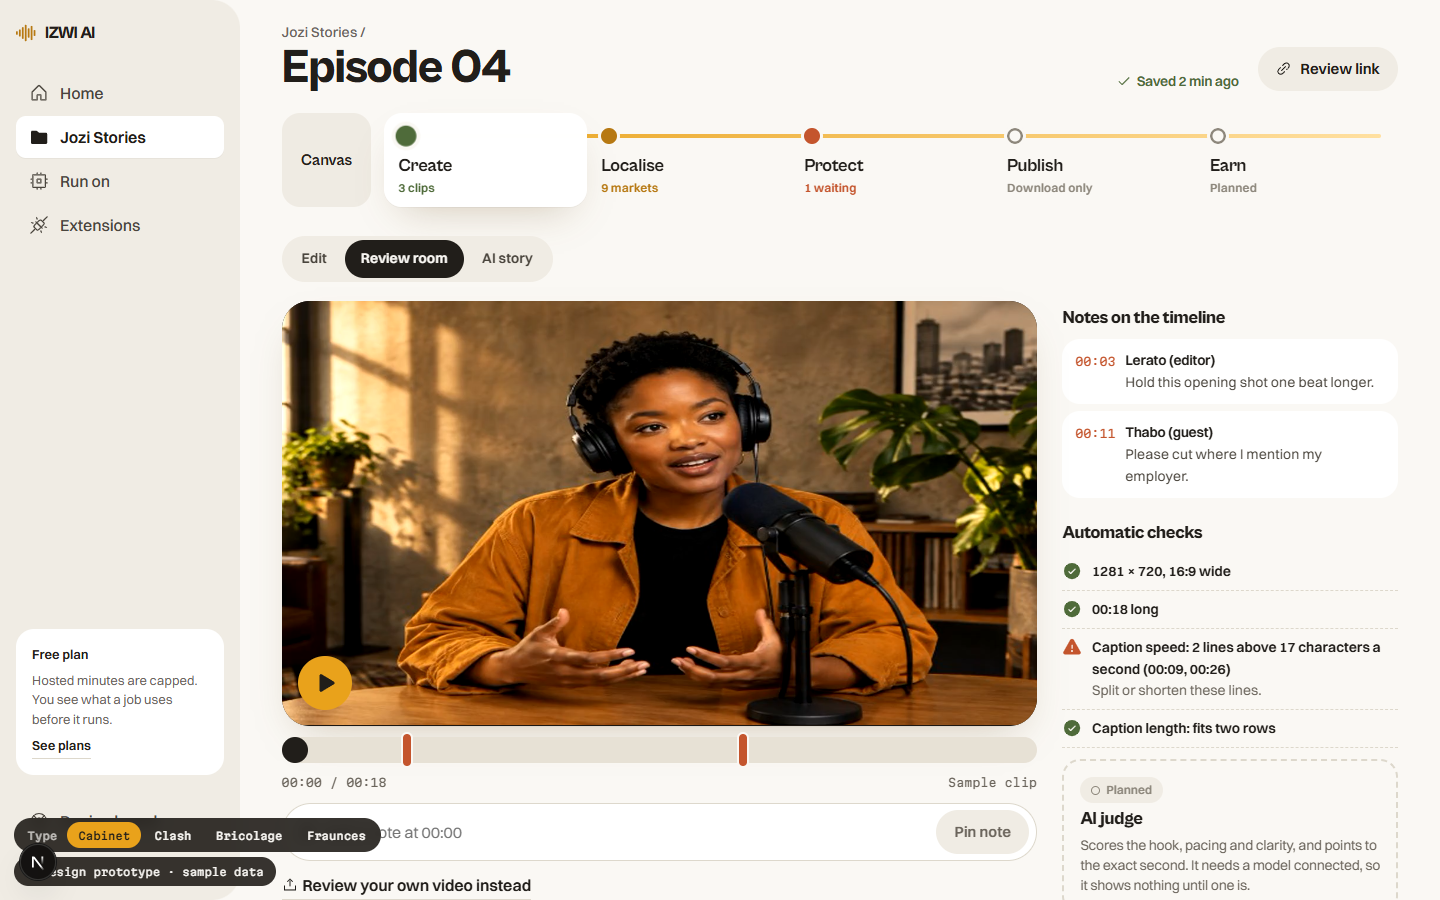 IZWI AI
Home
Jozi Stories
Run on
Extensions
Free plan
Hosted minutes are capped.
You see what a job uses
before it runs.
See plans
Jozi Stories /
Episode 04
Saved 2 min ago
Review link
Canvas
Create
3 clips
Localise
9 markets
Protect
1 waiting
Publish
Download only
Earn
Planned
Edit
Review room
AI story
00:00 / 00:18
Sample clip
at 00:00
Pin note
Review your own video instead
Notes on the timeline
00:03 Lerato (editor)
Hold this opening shot one beat longer.
00:11 Thabo (guest)
Please cut where I mention my
employer.
Automatic checks
1281 × 720, 16:9 wide
00:18 long
Caption speed: 2 lines above 17 characters a
second (00:09, 00:26)
Split or shorten these lines.
Caption length: fits two rows
Planned
AI judge
Scores the hook, pacing and clarity, and points to
the exact second. It needs a model connected, so
it shows nothing until one is.
Type Cabinet Clash Bricolage Fraunces
N
prototype · sample data